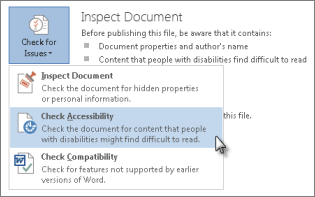 Inspect Document
Check for
Issues
Before publishing this file, be aware that it contains:
Document properties and author's name
Content that people with disabilities find difficult to read
Inspect Document
Check the document for hidden properties
or personal information.
Check Accessibility
Check the document for content that people
with disabilities might find difficult to read.
this file.
Check Compatibility
Check for features not supported by earlier
versions of Word.